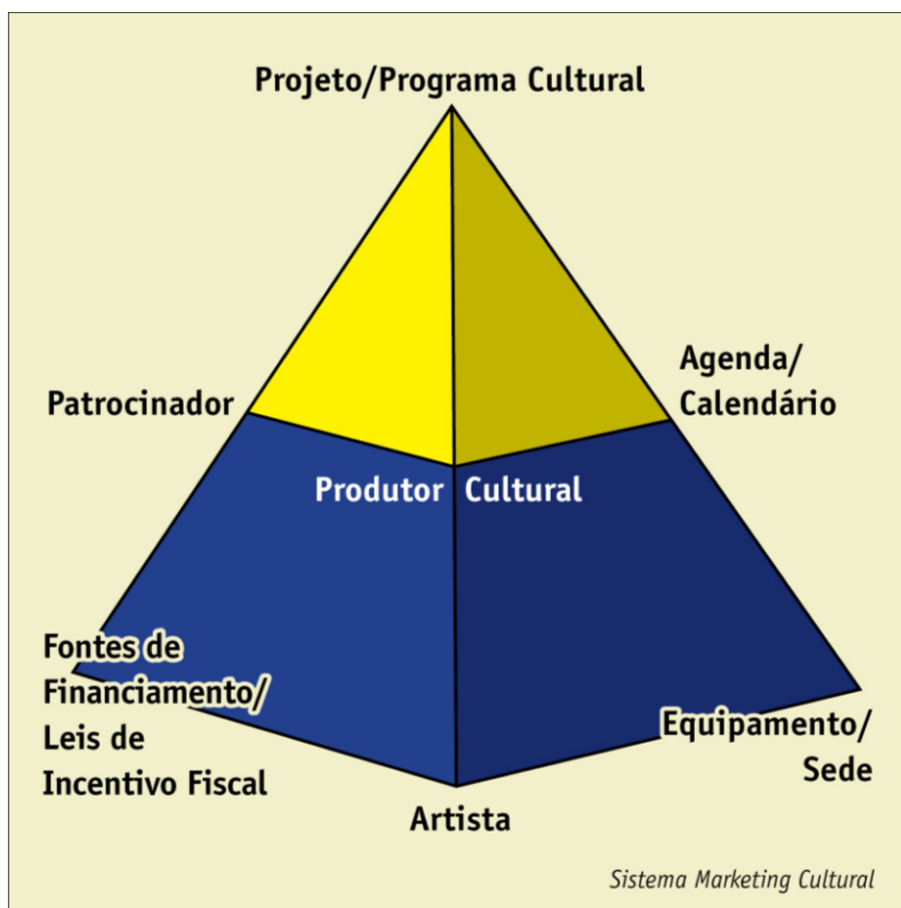 Projeto/Programa Cultural
Patrocinador
Agenda/
Calendário
Produtor Cultural
Fontes de
Financiamento/
Leis de
Incentivo Fiscal
Equipamento/
Sede
Artista
Sistema Marketing Cultural